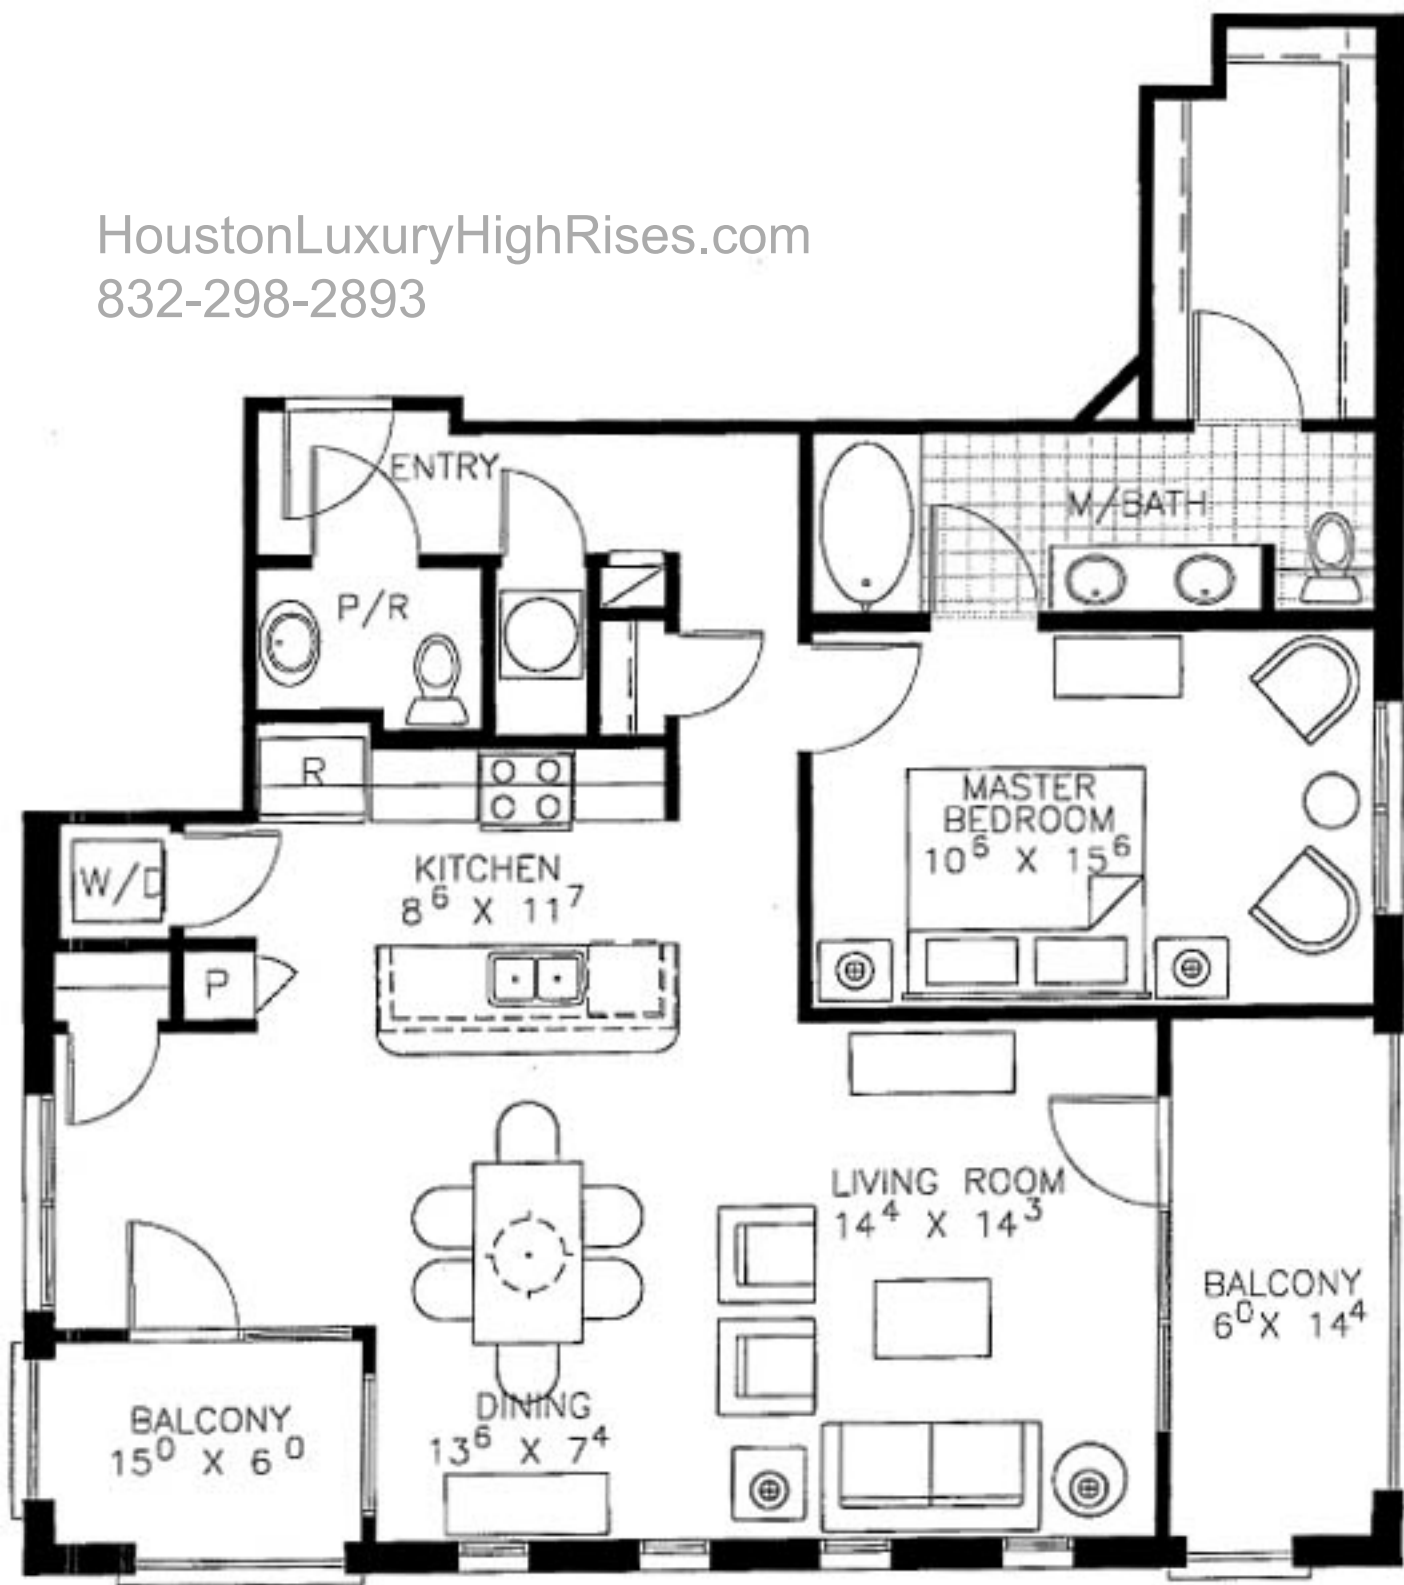 HoustonLuxuryHighRises.com
832-298-2893
ENTRY
M/BATH
P/R
R
MASTER
BEDROOM
10⁶ X 15⁶
KITCHEN
8⁶ X 11⁷
W/D
P
LIVING ROOM
14⁴ X 14³
BALCONY
6⁰ X 14⁴
DINING
13⁶ X 7⁴
BALCONY
15⁰ X 6⁰